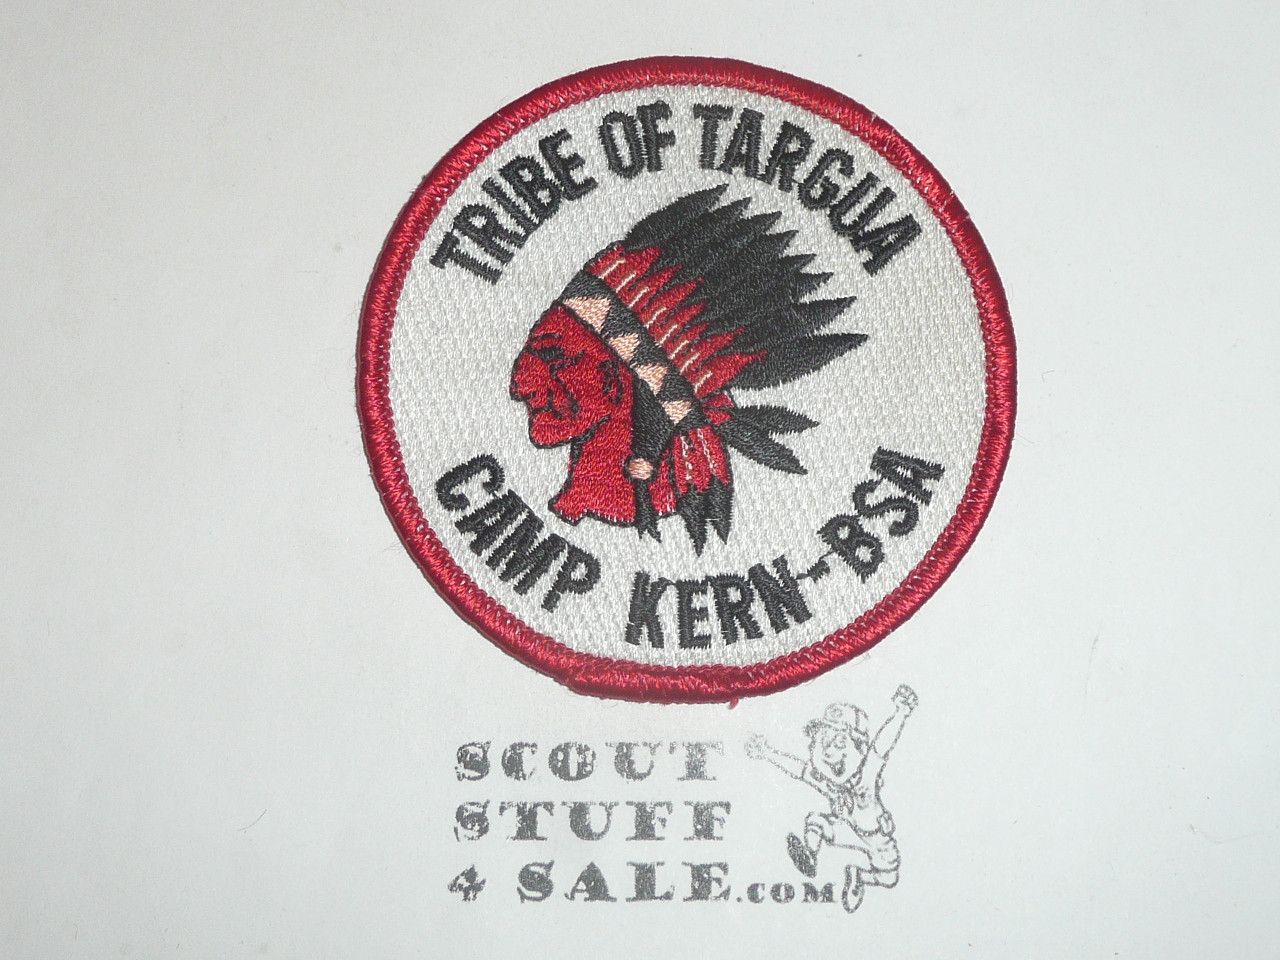 TRIBE OF TARGUA
CAMP KERN--BSA
SCOUT
STUFF
4 SALE.COM